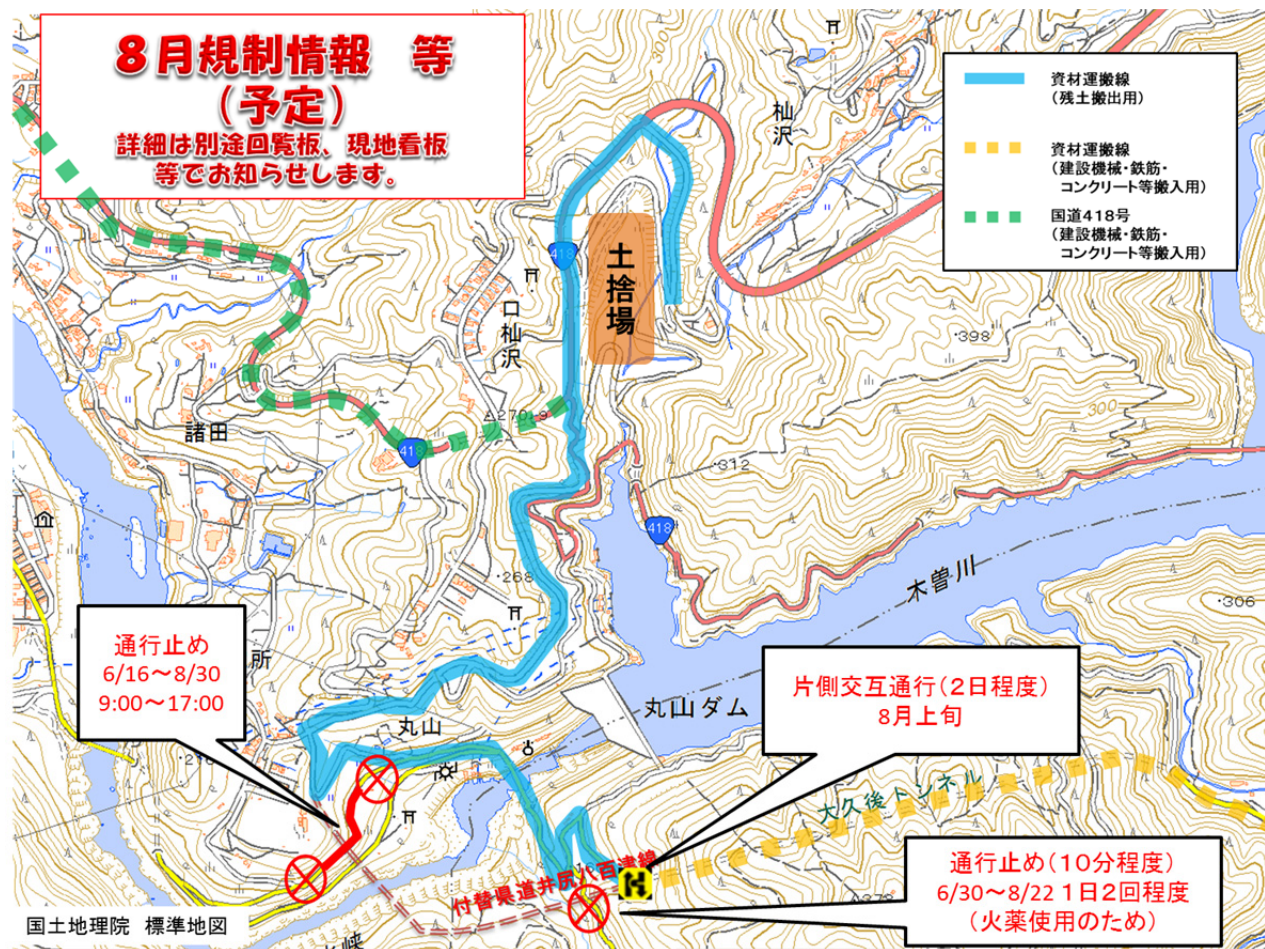 8月規制情報 等
(予定)
詳細は別途回覧板、現地看板
等でお知らせします。
資材運搬線
(残土搬出用)
資材運搬線
(建設機械・鉄筋・
コンクリート等搬入用)
国道418号
(建設機械・鉄筋・
コンクリート等搬入用)
300
杣沢
418
土捨場
口杣沢
・398
300
諸田
△270.9
418
・312
418
木曽川
・268
・306
通行止め
6/16～8/30
9:00～17:00
所
丸山
丸山ダム
片側交互通行(2日程度)
8月上旬
大久後トンネル
付替県道井尻八百津線
通行止め(10分程度)
6/30～8/22 1日2回程度
(火薬使用のため)
国土地理院 標準地図
峡